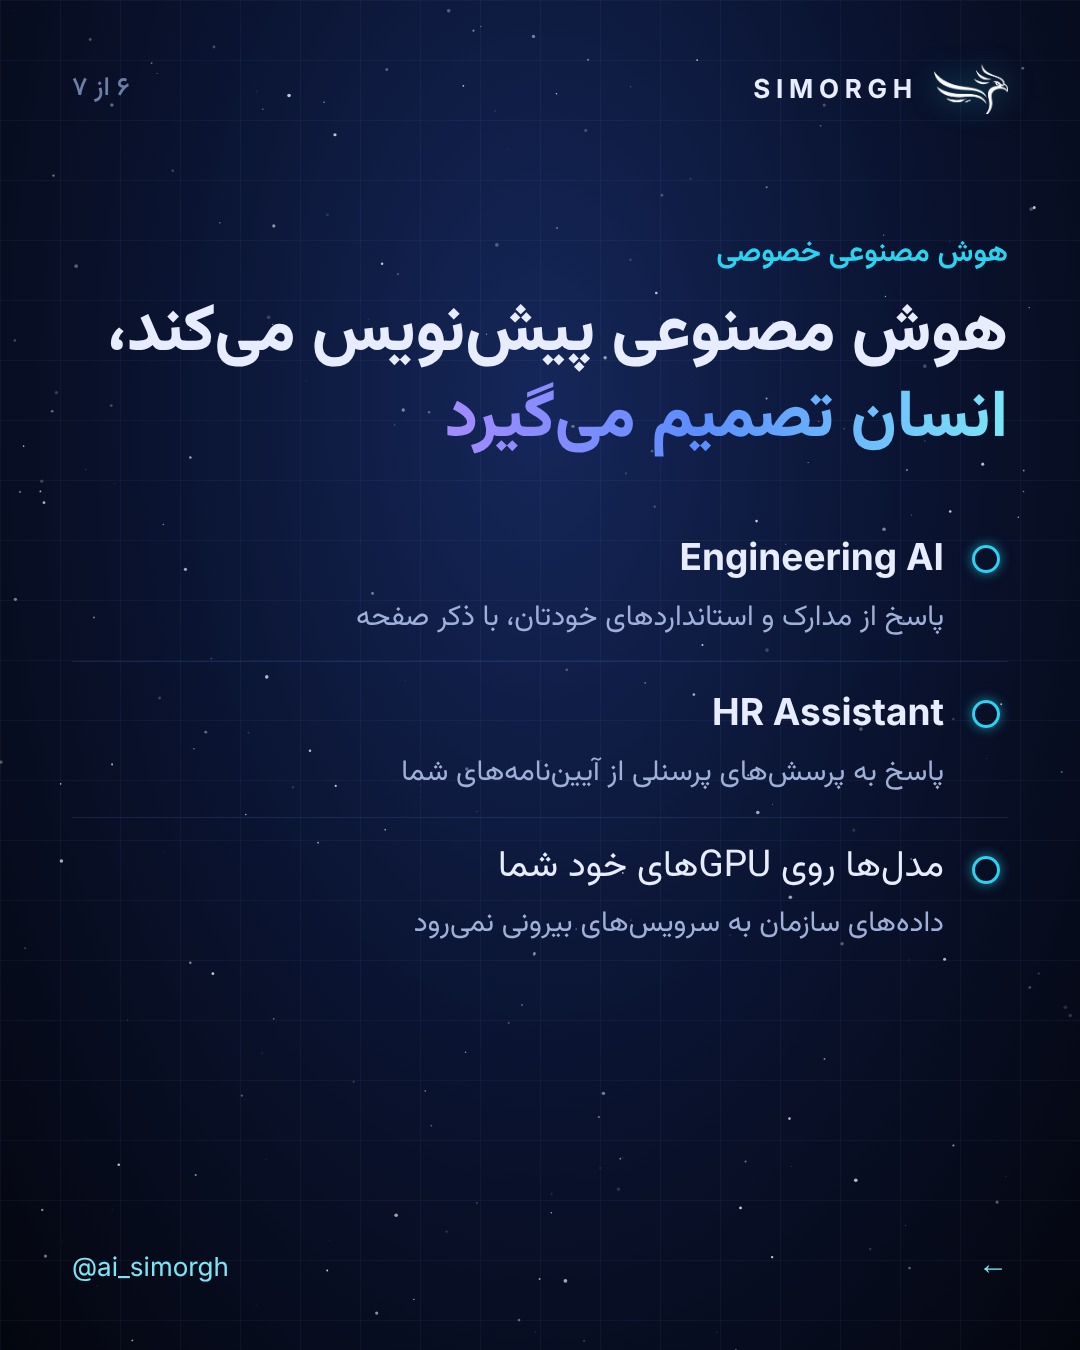 SIMORGH
۶ از ۷
هوش مصنوعی خصوصی
هوش مصنوعی پیش‌نویس می‌کند،
انسان تصمیم می‌گیرد
Engineering AI
پاسخ از مدارک و استانداردهای خودتان، با ذکر صفحه
HR Assistant
پاسخ به پرسش‌های پرسنلی از آیین‌نامه‌های شما
مدل‌ها روی GPUهای خود شما
داده‌های سازمان به سرویس‌های بیرونی نمی‌رود
@ai_simorgh
←